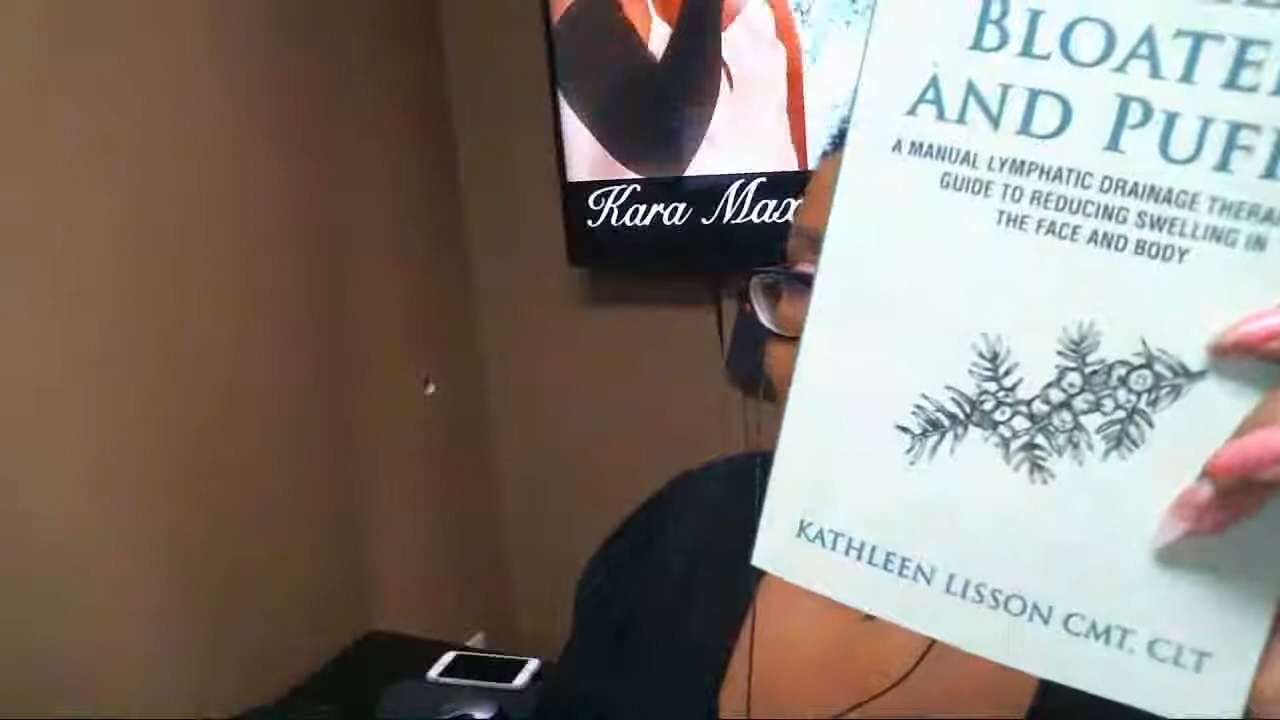 BLOATE
AND PUF
A MANUAL LYMPHATIC DRAINAGE THERA
GUIDE TO REDUCING SWELLING IN
THE FACE AND BODY
KATHLEEN LISSON CMT, CLT
Kara Max